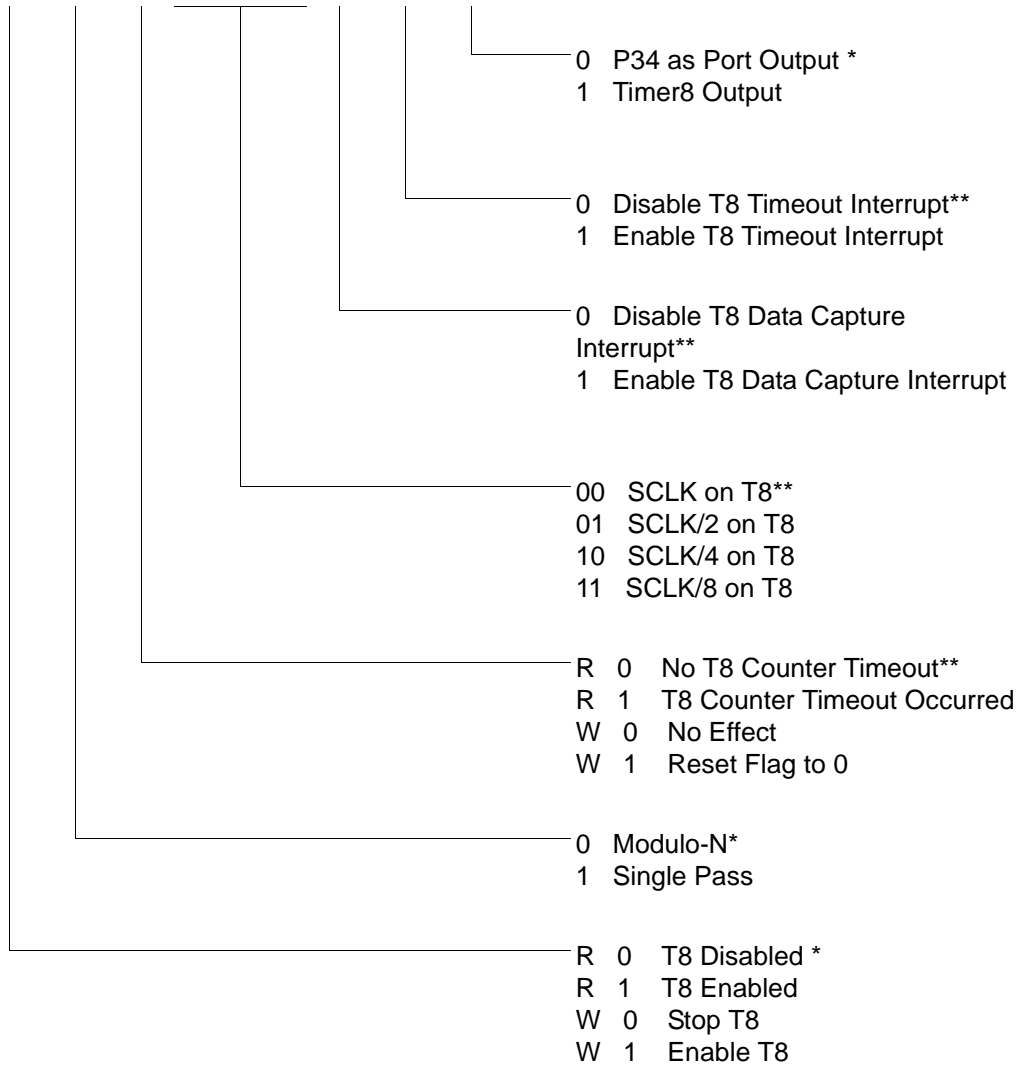 0 P34 as Port Output *
1 Timer8 Output
0 Disable T8 Timeout Interrupt**
1 Enable T8 Timeout Interrupt
0 Disable T8 Data Capture
Interrupt**
1 Enable T8 Data Capture Interrupt
00 SCLK on T8**
01 SCLK/2 on T8
10 SCLK/4 on T8
11 SCLK/8 on T8
R 0 No T8 Counter Timeout**
R 1 T8 Counter Timeout Occurred
W 0 No Effect
W 1 Reset Flag to 0
0 Modulo-N*
1 Single Pass
R 0 T8 Disabled *
R 1 T8 Enabled
W 0 Stop T8
W 1 Enable T8